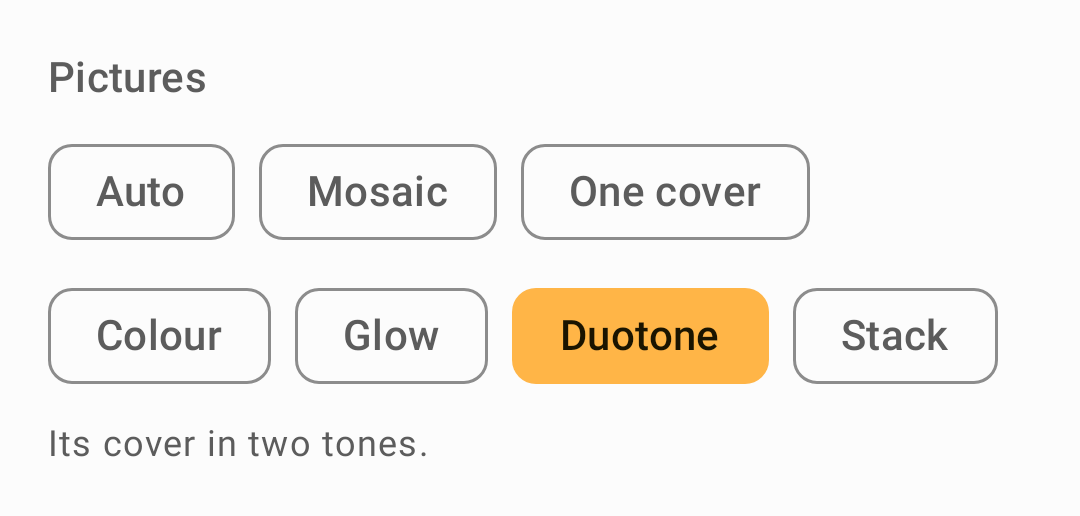 Pictures
Auto Mosaic One cover
Colour Glow Duotone Stack
Its cover in two tones.